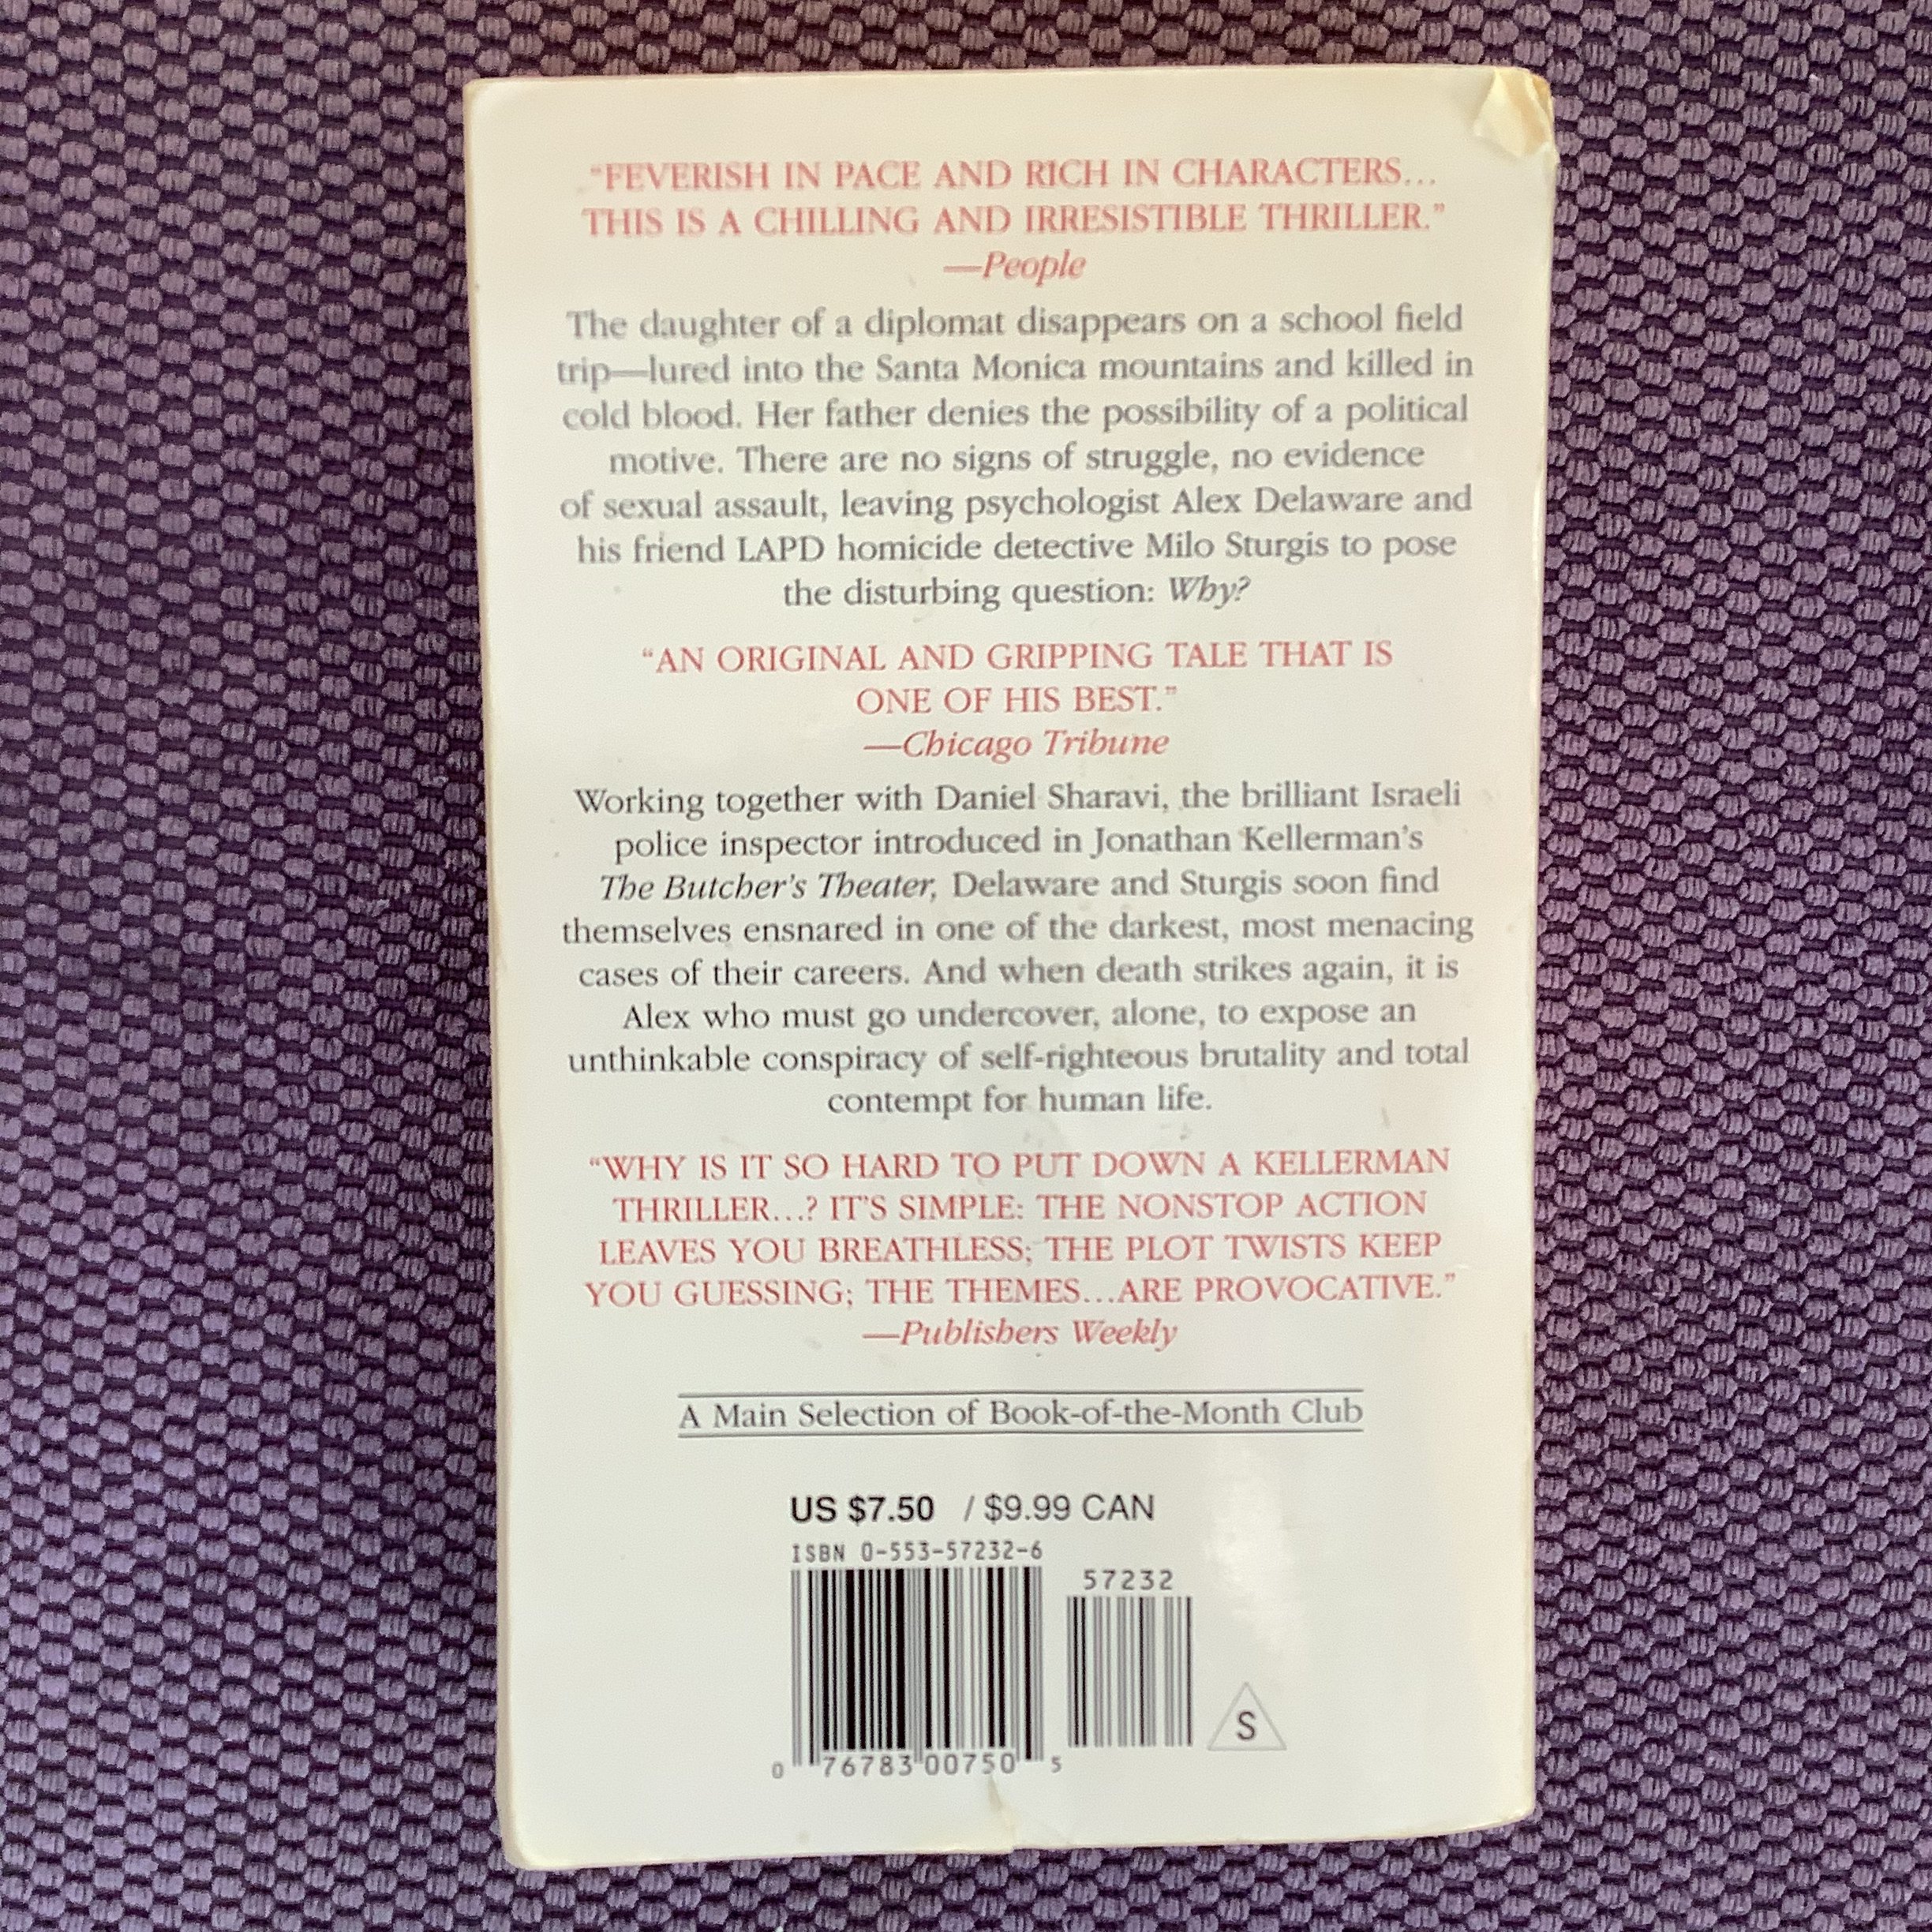 “FEVERISH IN PACE AND RICH IN CHARACTERS...
THIS IS A CHILLING AND IRRESISTIBLE THRILLER.”
—People
The daughter of a diplomat disappears on a school field
trip—lured into the Santa Monica mountains and killed in
cold blood. Her father denies the possibility of a political
motive. There are no signs of struggle, no evidence
of sexual assault, leaving psychologist Alex Delaware and
his friend LAPD homicide detective Milo Sturgis to pose
the disturbing question: Why?
“AN ORIGINAL AND GRIPPING TALE THAT IS
ONE OF HIS BEST.”
—Chicago Tribune
Working together with Daniel Sharavi, the brilliant Israeli
police inspector introduced in Jonathan Kellerman’s
The Butcher’s Theater, Delaware and Sturgis soon find
themselves ensnared in one of the darkest, most menacing
cases of their careers. And when death strikes again, it is
Alex who must go undercover, alone, to expose an
unthinkable conspiracy of self-righteous brutality and total
contempt for human life.
“WHY IS IT SO HARD TO PUT DOWN A KELLERMAN
THRILLER...? IT’S SIMPLE: THE NONSTOP ACTION
LEAVES YOU BREATHLESS; THE PLOT TWISTS KEEP
YOU GUESSING; THE THEMES...ARE PROVOCATIVE.”
—Publishers Weekly
A Main Selection of Book-of-the-Month Club
US $7.50 / $9.99 CAN
ISBN 0-553-57232-6
57232
S
0 76783 00750 5